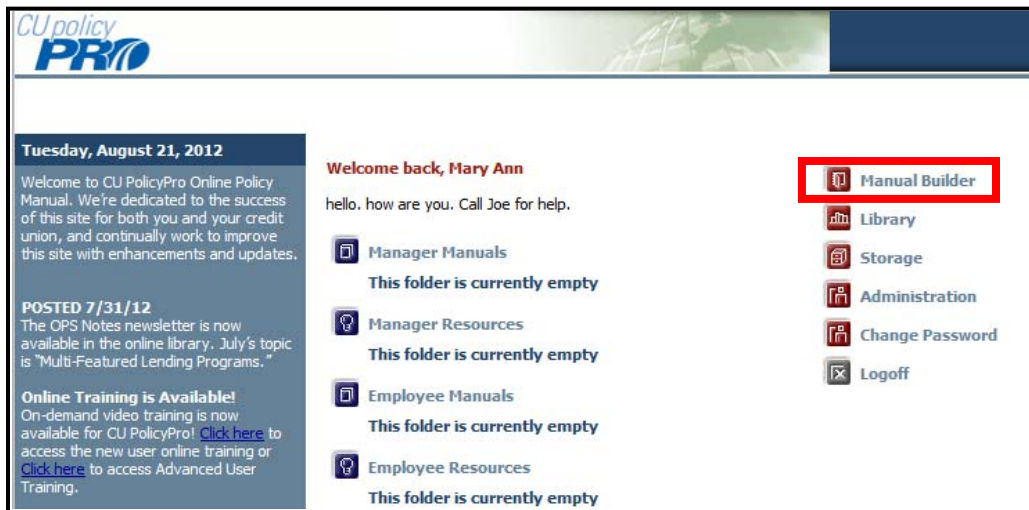 CU policy
PRO
Tuesday, August 21, 2012
Welcome to CU PolicyPro Online Policy
Manual. We're dedicated to the success
of this site for both you and your credit
union, and continually work to improve
this site with enhancements and updates.
POSTED 7/31/12
The OPS Notes newsletter is now
available in the online library. July's topic
is "Multi-Featured Lending Programs."
Online Training is Available!
On-demand video training is now
available for CU PolicyPro! Click here to
access the new user online training or
Click here to access Advanced User
Training.
Welcome back, Mary Ann
hello. how are you. Call Joe for help.
Manager Manuals
This folder is currently empty
Manager Resources
This folder is currently empty
Employee Manuals
This folder is currently empty
Employee Resources
This folder is currently empty
Manual Builder
Library
Storage
Administration
Change Password
Logoff